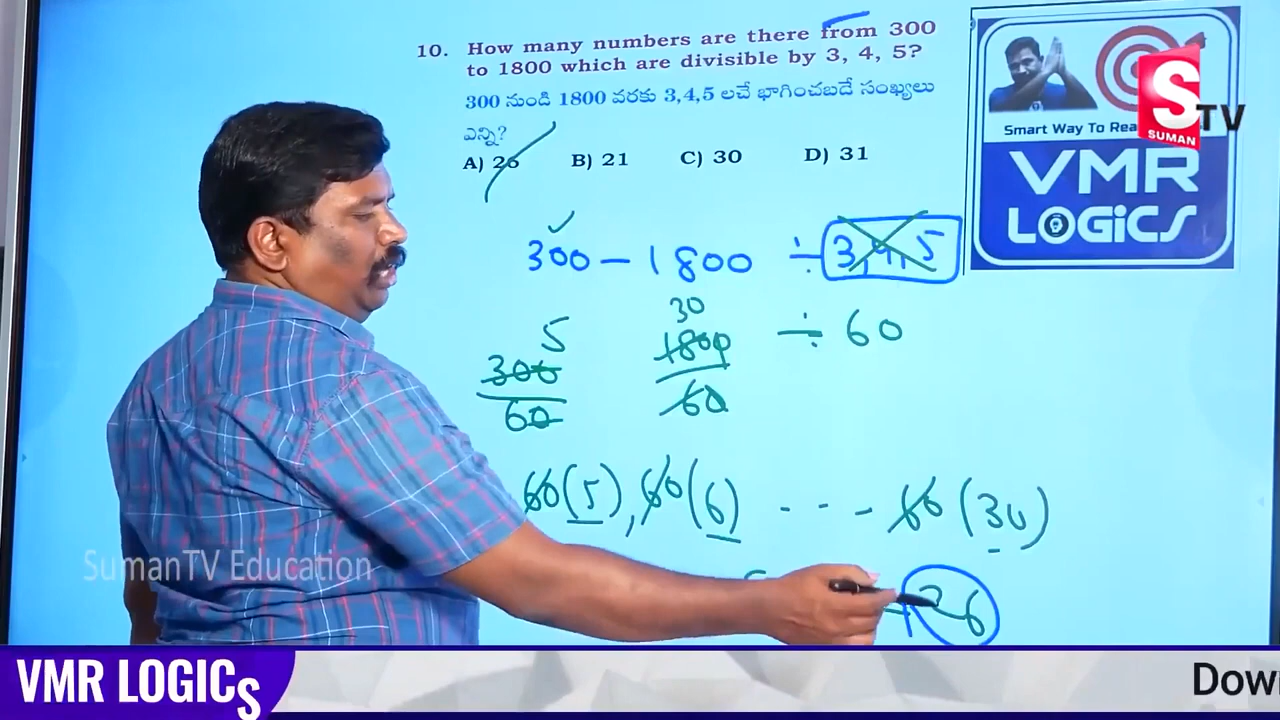 10. How many numbers are there from 300
to 1800 which are divisible by 3, 4, 5?
300 నుండి 1800 వరకు 3,4,5 లచే భాగించబడే సంఖ్యలు
ఎన్ని?
A) 26 B) 21 C) 30 D) 31
Smart Way To Rea
VMR
LOGiCS
S TV
SUMAN
300 – 1800 ÷ 3,4,5
5 30
300 1800 ÷ 60
60 60
60(5), 60(6) - - - 60(30)
26
SumanTV Education
VMR LOGICS
Down